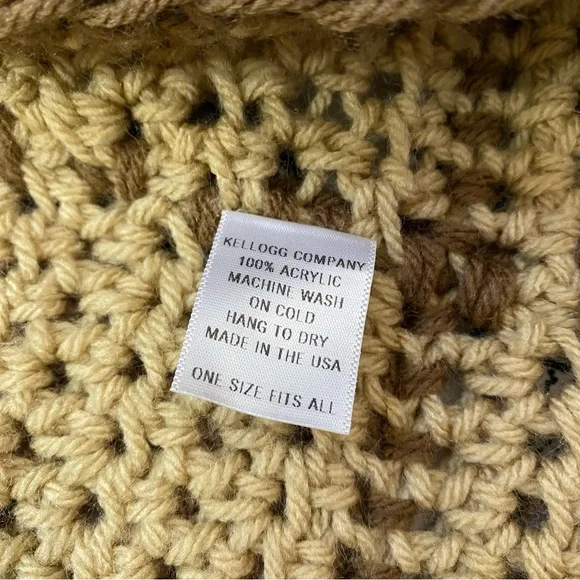 KELLOGG COMPANY
100% ACRYLIC
MACHINE WASH
ON COLD
HANG TO DRY
MADE IN THE USA
ONE SIZE FITS ALL